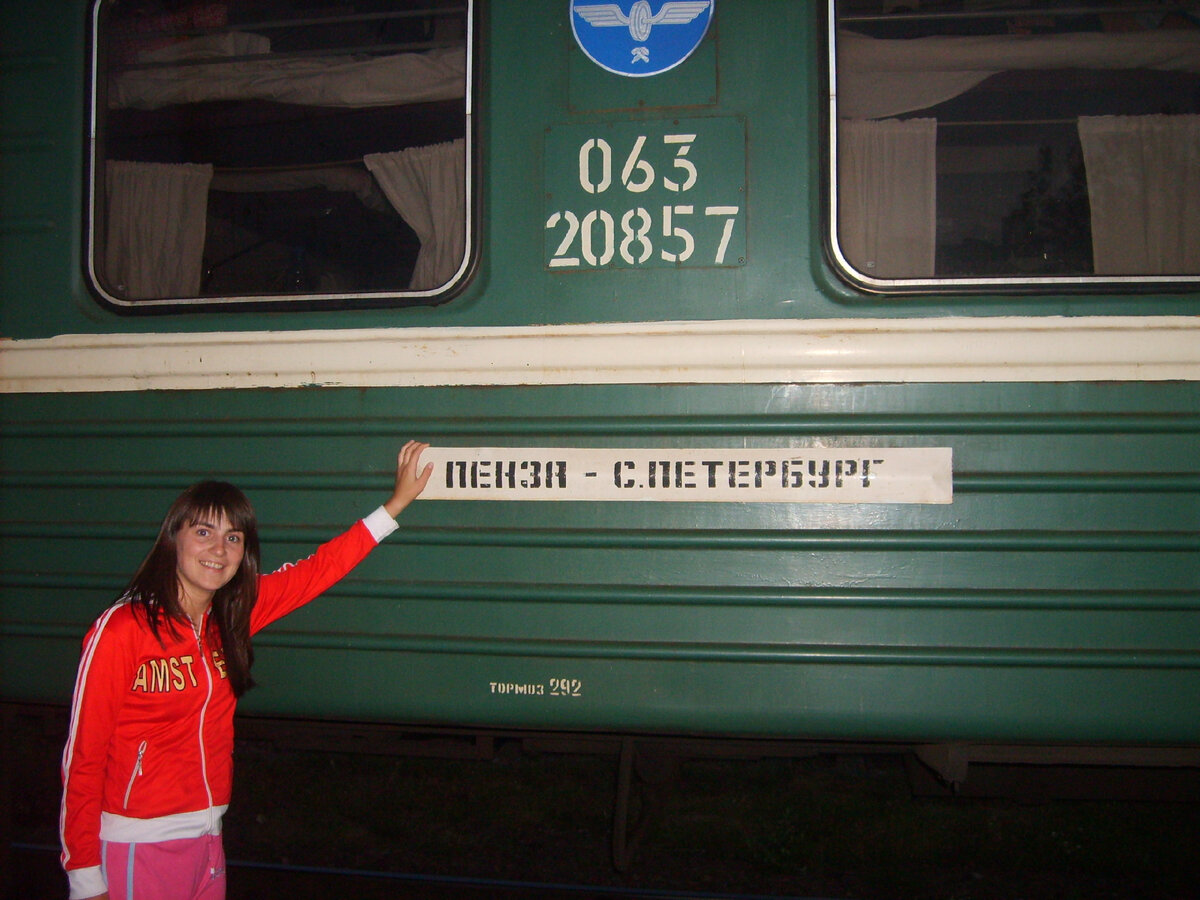 063
20857
ПЕНЗА - С.ПЕТЕРБУРГ
ТОРМОЗ 292
AMST